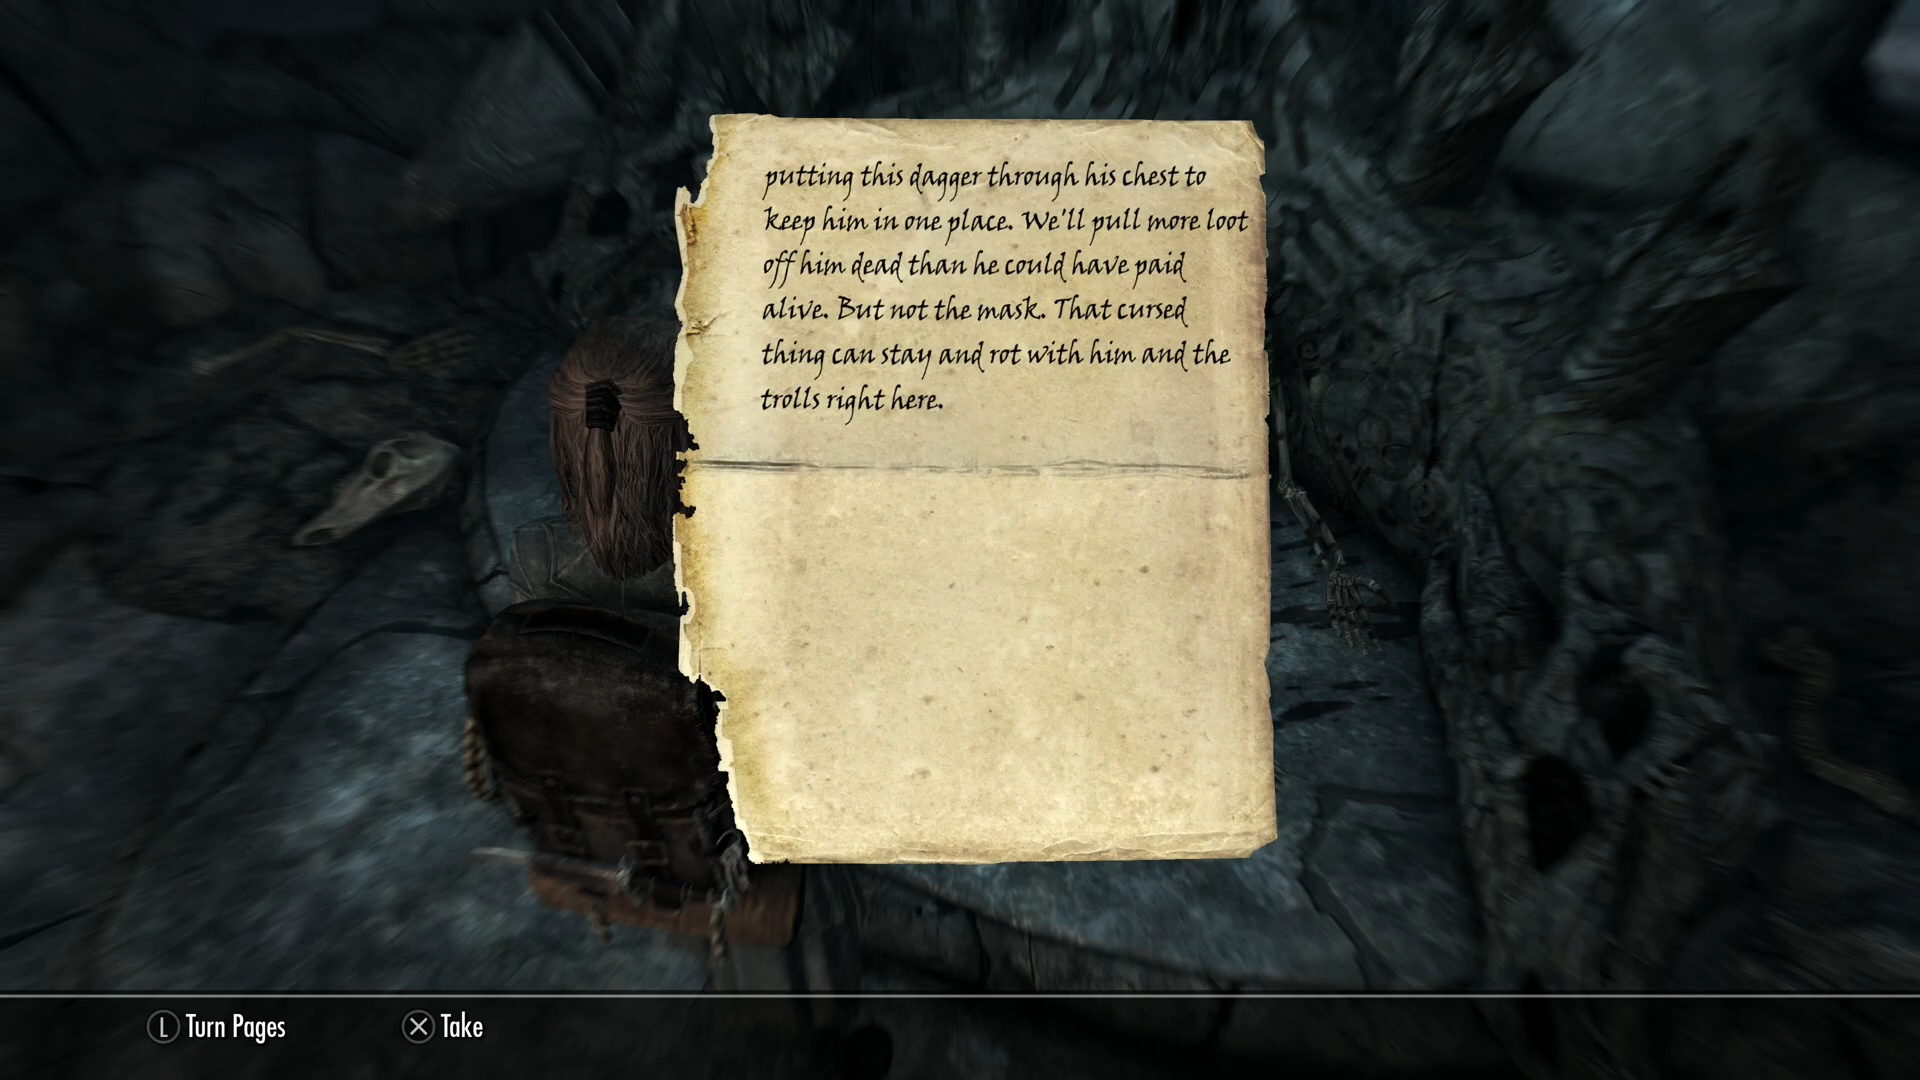 putting this dagger through his chest to
keep him in one place. We'll pull more loot
off him dead than he could have paid
alive. But not the mask. That cursed
thing can stay and rot with him and the
trolls right here.
L Turn Pages
X Take